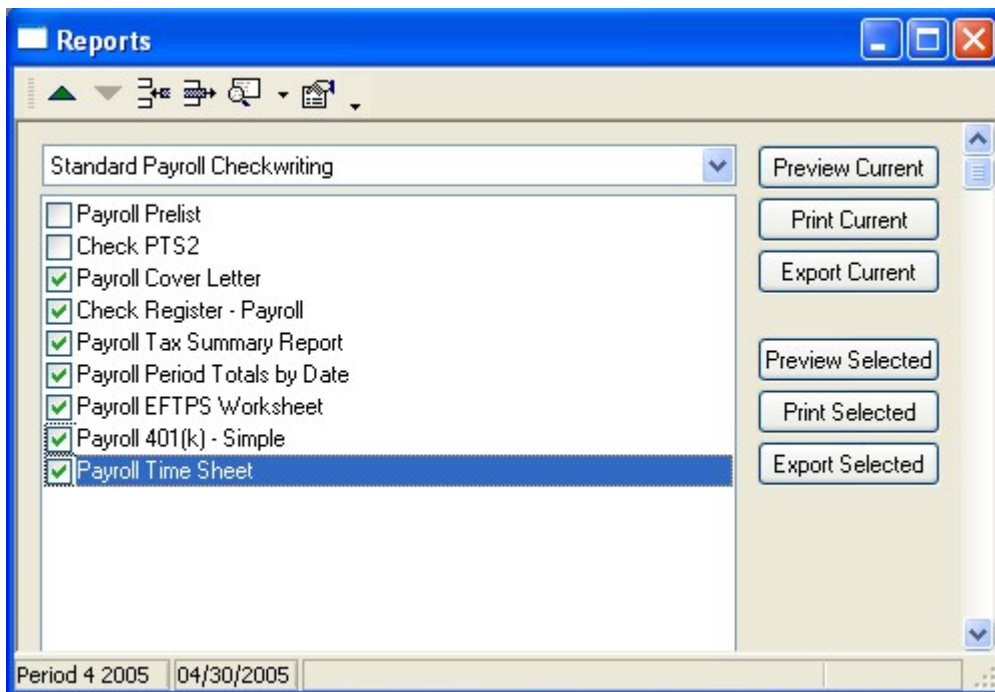 Reports
Standard Payroll Checkwriting
Payroll Prelist
Check PTS2
Payroll Cover Letter
Check Register - Payroll
Payroll Tax Summary Report
Payroll Period Totals by Date
Payroll EFTPS Worksheet
Payroll 401(k) - Simple
Payroll Time Sheet
Preview Current
Print Current
Export Current
Preview Selected
Print Selected
Export Selected
Period 4 2005
04/30/2005